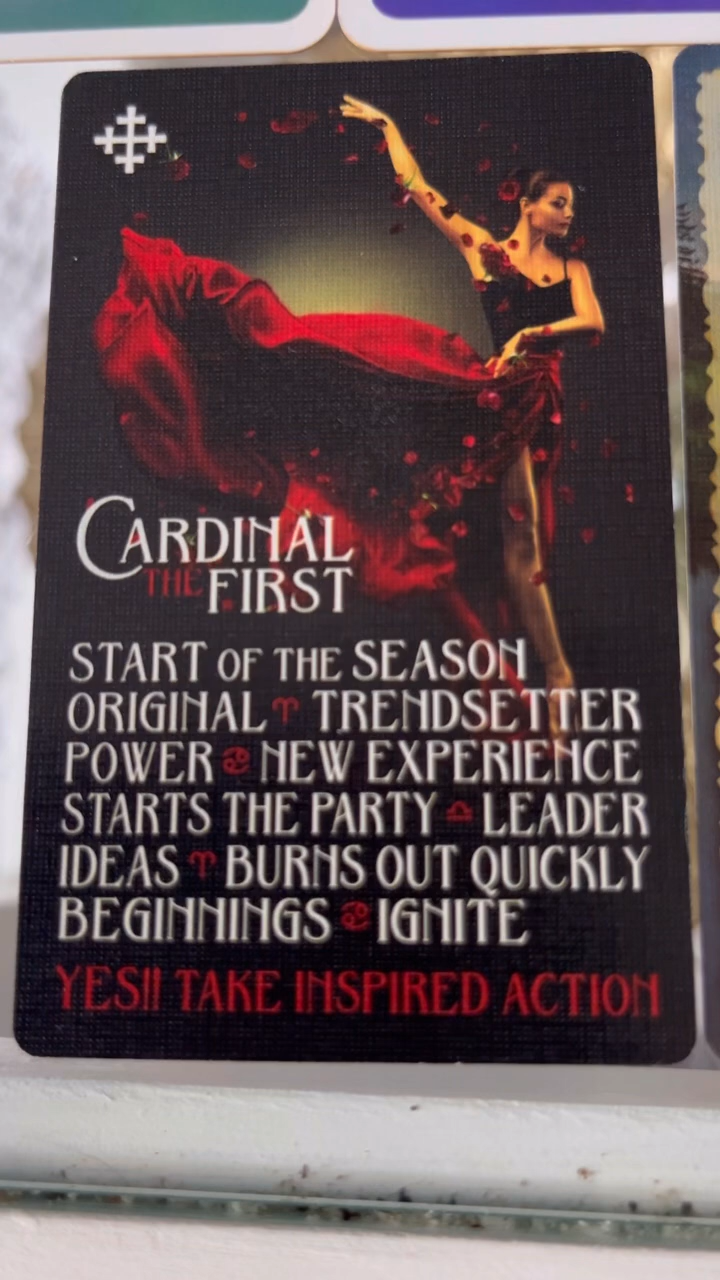 CARDINAL
THE FIRST
START OF THE SEASON
ORIGINAL ♈ TRENDSETTER
POWER ♋ NEW EXPERIENCE
STARTS THE PARTY ♎ LEADER
IDEAS ♈ BURNS OUT QUICKLY
BEGINNINGS ♋ IGNITE
YES!! TAKE INSPIRED ACTION